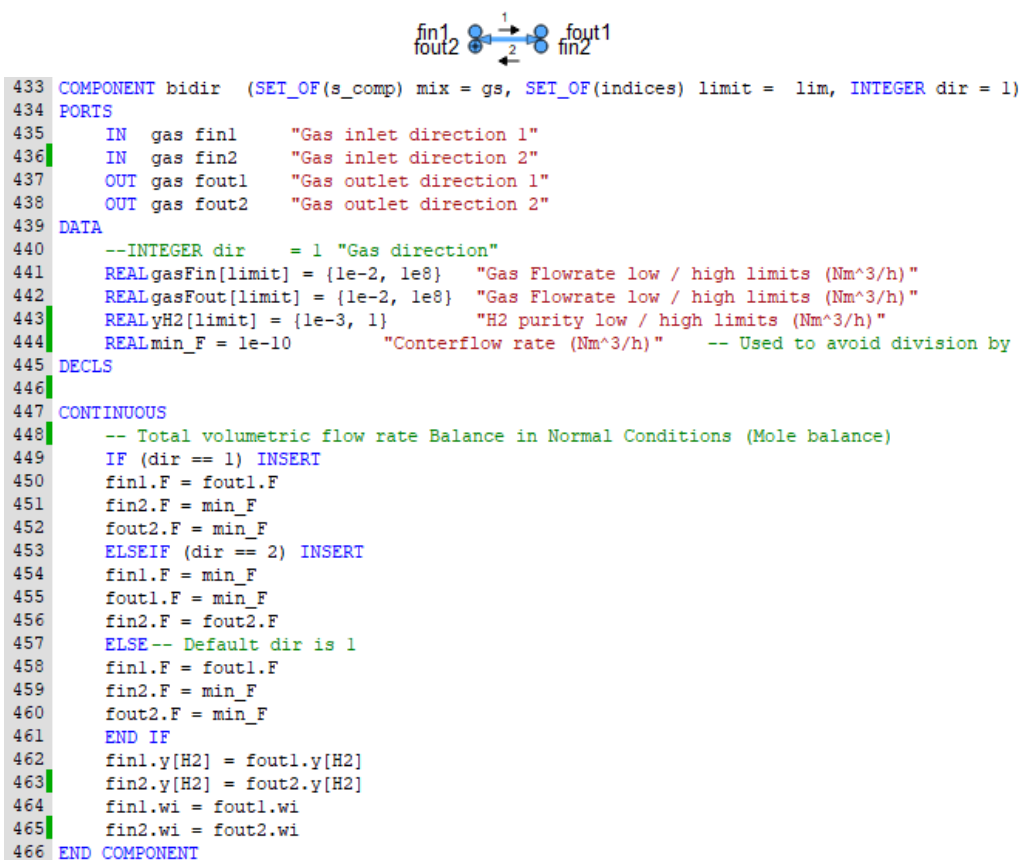 1
fin1 fout1
fout2 fin2
2
433 COMPONENT bidir (SET_OF(s_comp) mix = gs, SET_OF(indices) limit = lim, INTEGER dir = 1)
434 PORTS
435 IN gas fin1 "Gas inlet direction 1"
436 IN gas fin2 "Gas inlet direction 2"
437 OUT gas fout1 "Gas outlet direction 1"
438 OUT gas fout2 "Gas outlet direction 2"
439 DATA
440 --INTEGER dir = 1 "Gas direction"
441 REAL gasFin[limit] = {1e-2, 1e8} "Gas Flowrate low / high limits (Nm^3/h)"
442 REAL gasFout[limit] = {1e-2, 1e8} "Gas Flowrate low / high limits (Nm^3/h)"
443 REAL yH2[limit] = {1e-3, 1} "H2 purity low / high limits (Nm^3/h)"
444 REAL min_F = 1e-10 "Conterflow rate (Nm^3/h)" -- Used to avoid division by
445 DECLS
446
447 CONTINUOUS
448 -- Total volumetric flow rate Balance in Normal Conditions (Mole balance)
449 IF (dir == 1) INSERT
450 fin1.F = fout1.F
451 fin2.F = min_F
452 fout2.F = min_F
453 ELSEIF (dir == 2) INSERT
454 fin1.F = min_F
455 fout1.F = min_F
456 fin2.F = fout2.F
457 ELSE -- Default dir is 1
458 fin1.F = fout1.F
459 fin2.F = min_F
460 fout2.F = min_F
461 END IF
462 fin1.y[H2] = fout1.y[H2]
463 fin2.y[H2] = fout2.y[H2]
464 fin1.wi = fout1.wi
465 fin2.wi = fout2.wi
466 END COMPONENT